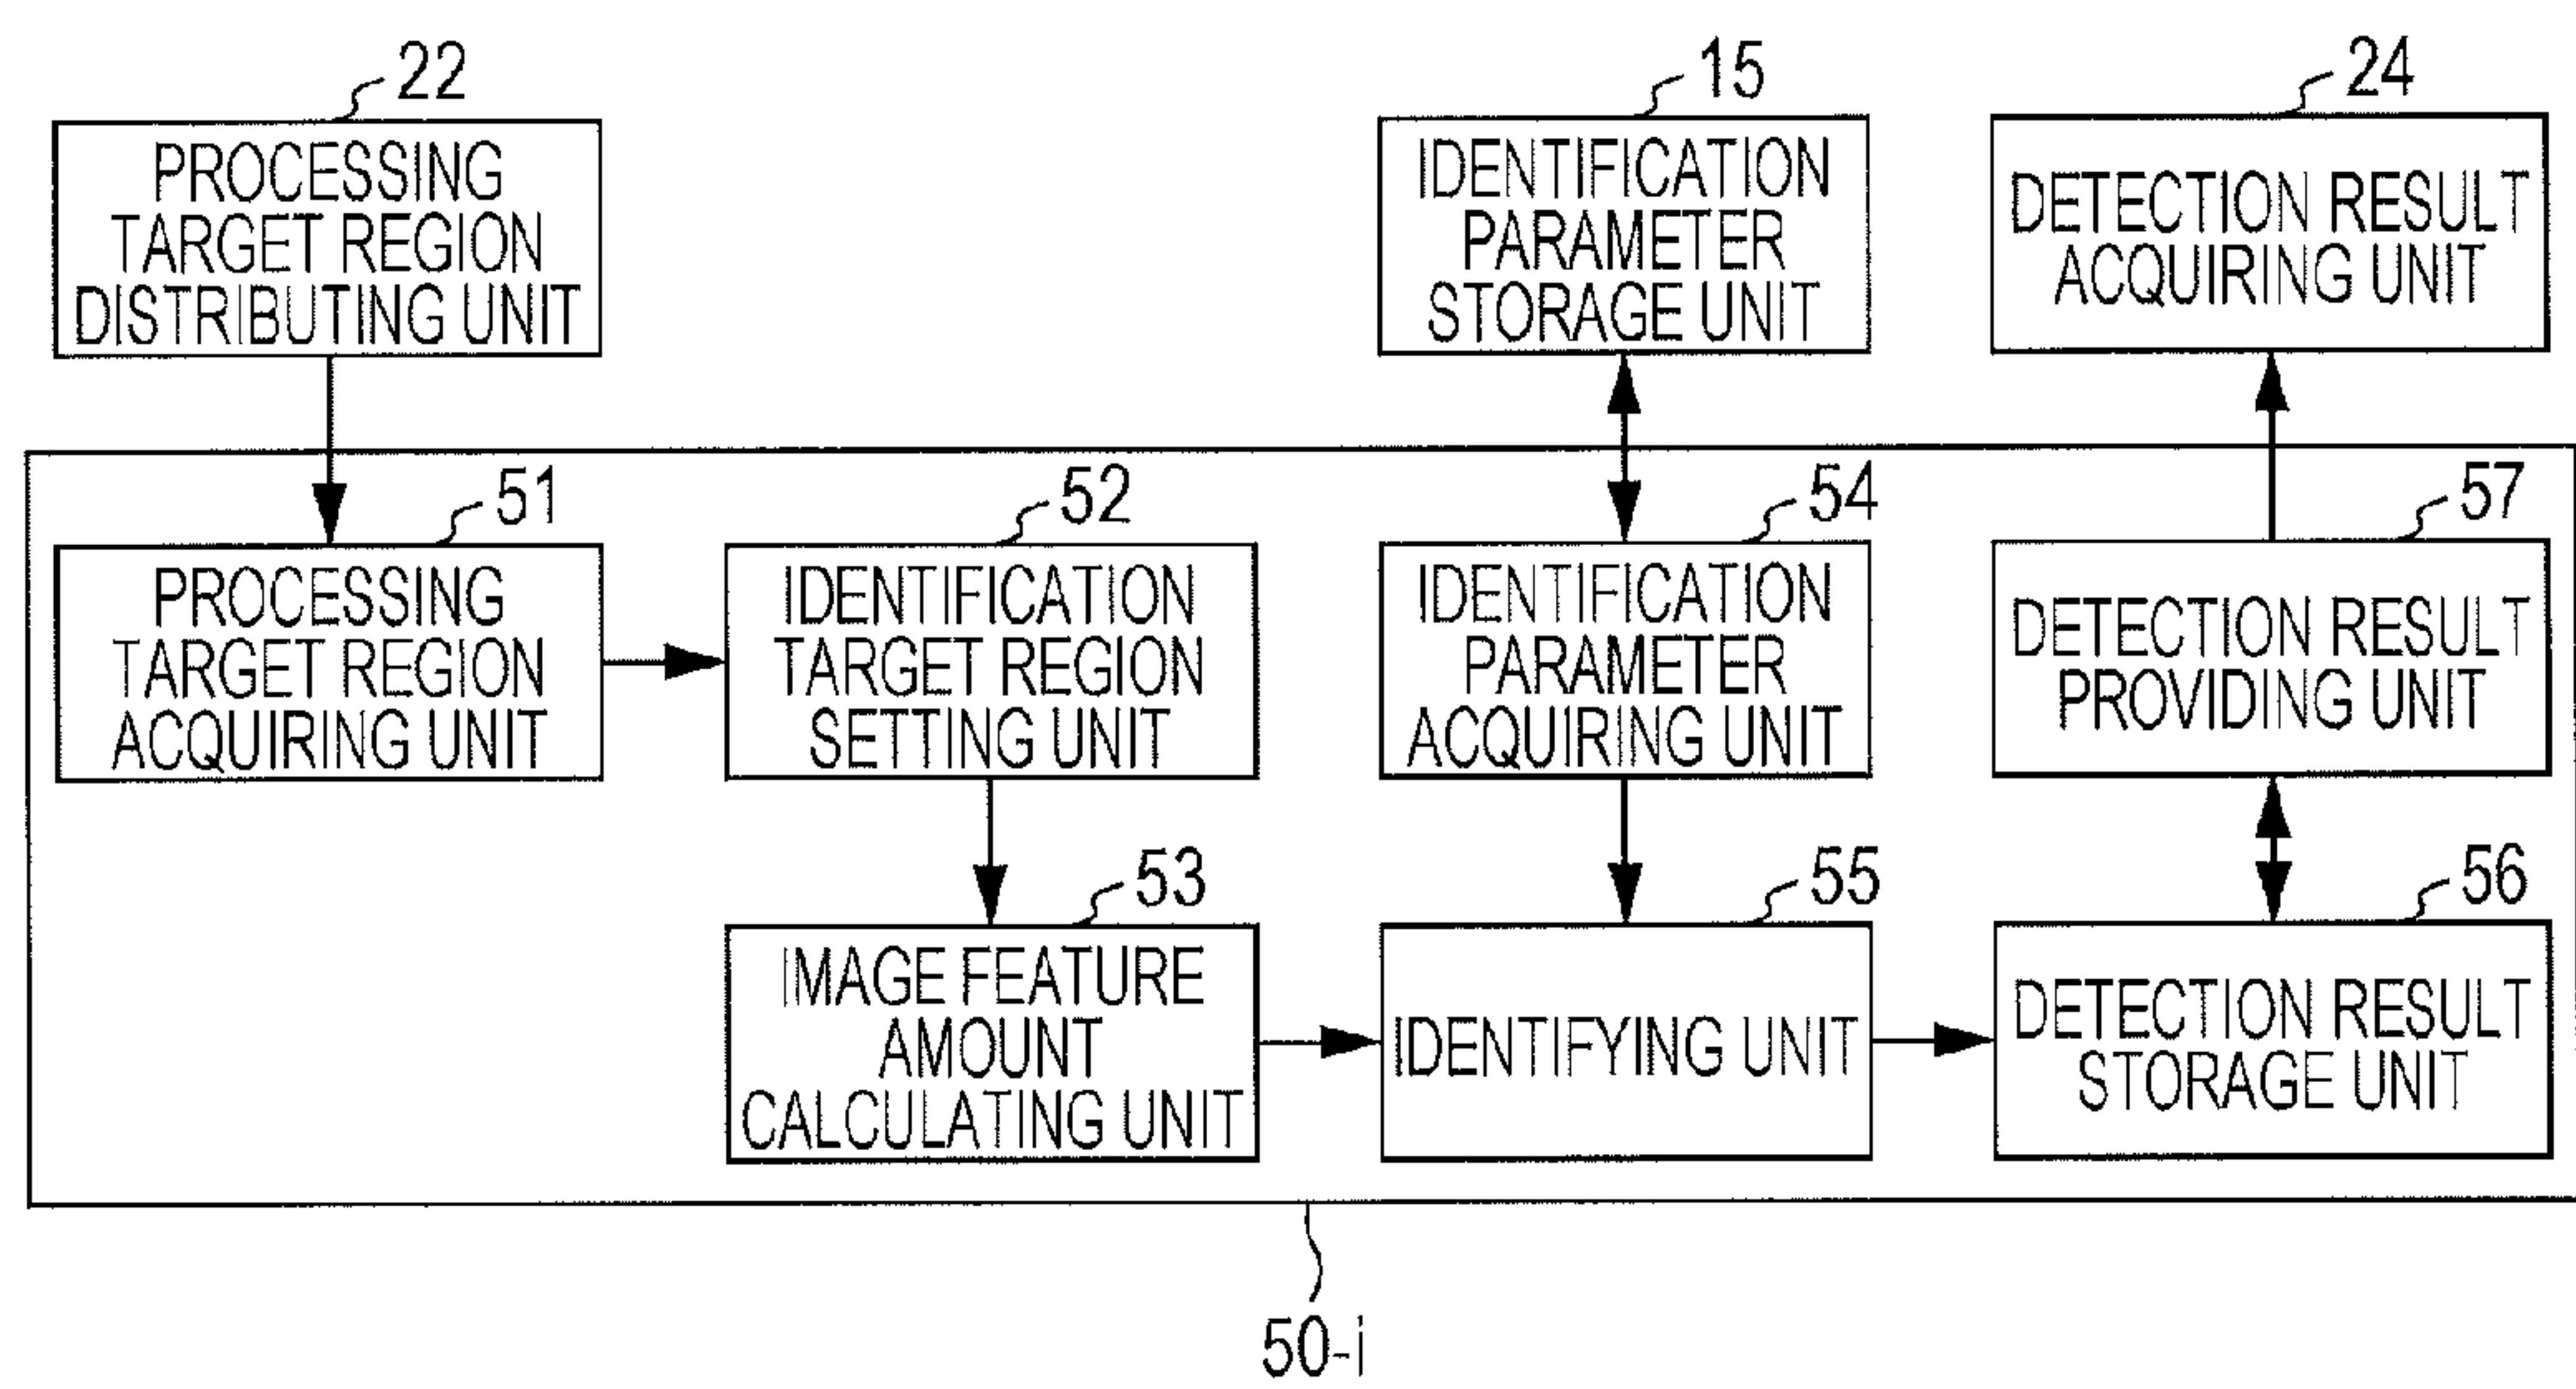 22
PROCESSING
TARGET REGION
DISTRIBUTING UNIT
15
IDENTIFICATION
PARAMETER
STORAGE UNIT
24
DETECTION RESULT
ACQUIRING UNIT
51
PROCESSING
TARGET REGION
ACQUIRING UNIT
52
IDENTIFICATION
TARGET REGION
SETTING UNIT
54
IDENTIFICATION
PARAMETER
ACQUIRING UNIT
57
DETECTION RESULT
PROVIDING UNIT
53
IMAGE FEATURE
AMOUNT
CALCULATING UNIT
55
IDENTIFYING UNIT
56
DETECTION RESULT
STORAGE UNIT
50-i